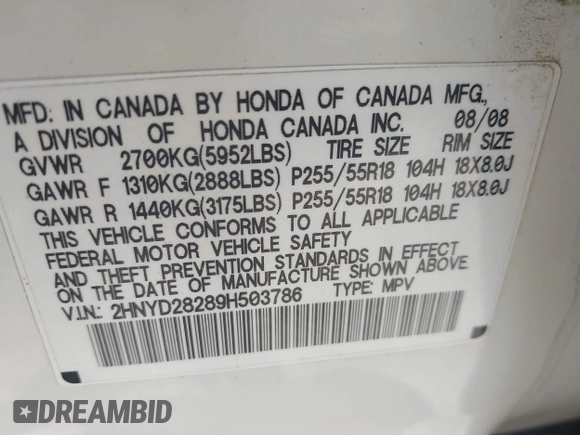 MFD. IN CANADA BY HONDA OF CANADA MFG.,
A DIVISION OF HONDA CANADA INC. 08/08
GVWR 2700KG(5952LBS) TIRE SIZE RIM SIZE
GAWR F 1310KG(2888LBS) P255/55R18 104H 18X8.0J
GAWR R 1440KG(3175LBS) P255/55R18 104H 18X8.0J
THIS VEHICLE CONFORMS TO ALL APPLICABLE
FEDERAL MOTOR VEHICLE SAFETY
AND THEFT PREVENTION STANDARDS IN EFFECT
ON THE DATE OF MANUFACTURE SHOWN ABOVE
V.I.N.: 2HNYD28289H503786 TYPE: MPV
DREAMBID